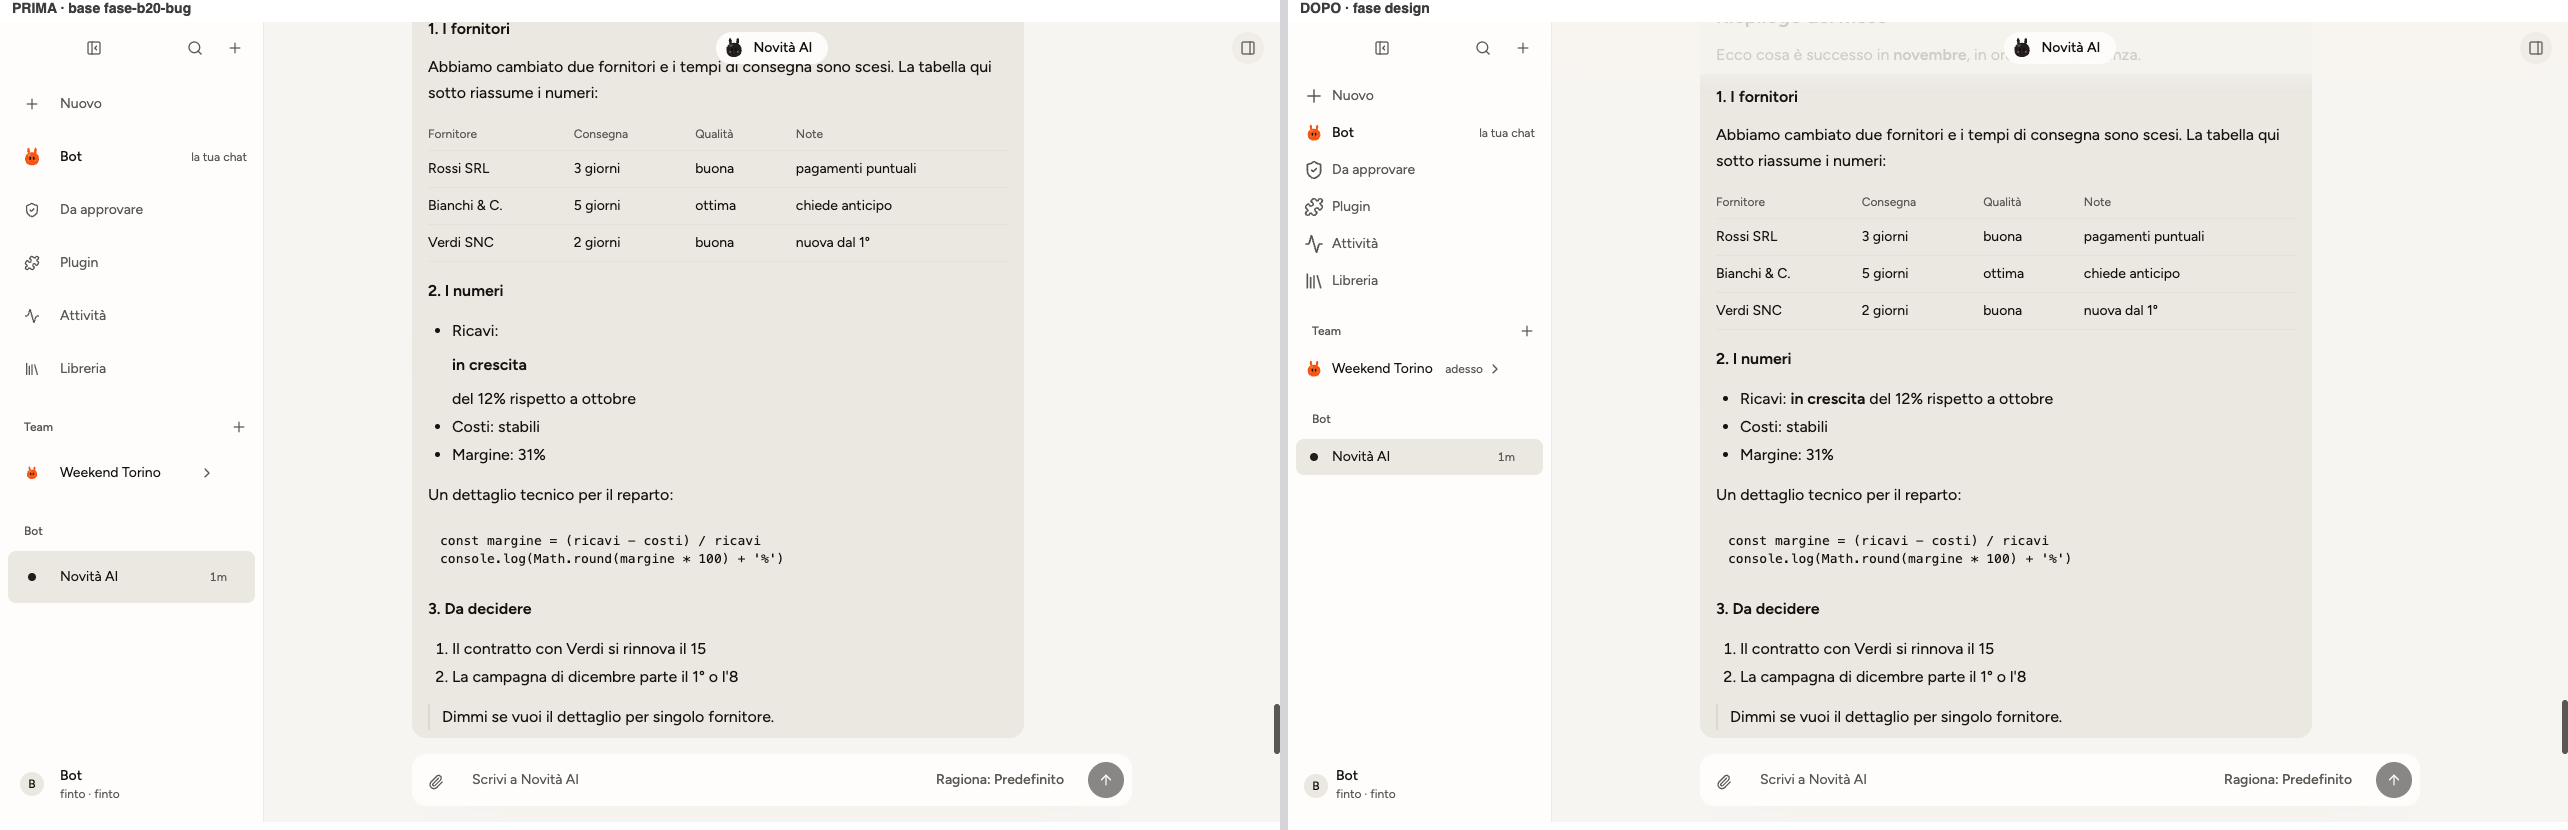 PRIMA · base fase-b20-bug
Nuovo
Bot
la tua chat
Da approvare
Plugin
Attività
Libreria
Team
Weekend Torino
Bot
Novità AI
1m
B
Bot
finto · finto
Novità AI
1. I fornitori
Abbiamo cambiato due fornitori e i tempi di consegna sono scesi. La tabella qui
sotto riassume i numeri:
Fornitore Consegna Qualità Note
Rossi SRL 3 giorni buona pagamenti puntuali
Bianchi & C. 5 giorni ottima chiede anticipo
Verdi SNC 2 giorni buona nuova dal 1°
2. I numeri
• Ricavi:
in crescita
del 12% rispetto a ottobre
• Costi: stabili
• Margine: 31%
Un dettaglio tecnico per il reparto:
const margine = (ricavi − costi) / ricavi
console.log(Math.round(margine * 100) + '%')
3. Da decidere
1. Il contratto con Verdi si rinnova il 15
2. La campagna di dicembre parte il 1° o l'8
Dimmi se vuoi il dettaglio per singolo fornitore.
Scrivi a Novità AI
Ragiona: Predefinito
DOPO · fase design
Nuovo
Bot
la tua chat
Da approvare
Plugin
Attività
Libreria
Team
Weekend Torino
adesso
Bot
Novità AI
1m
B
Bot
finto · finto
Novità AI
Ecco cosa è successo in novembre, in
1. I fornitori
Abbiamo cambiato due fornitori e i tempi di consegna sono scesi. La tabella qui
sotto riassume i numeri:
Fornitore Consegna Qualità Note
Rossi SRL 3 giorni buona pagamenti puntuali
Bianchi & C. 5 giorni ottima chiede anticipo
Verdi SNC 2 giorni buona nuova dal 1°
2. I numeri
• Ricavi: in crescita del 12% rispetto a ottobre
• Costi: stabili
• Margine: 31%
Un dettaglio tecnico per il reparto:
const margine = (ricavi − costi) / ricavi
console.log(Math.round(margine * 100) + '%')
3. Da decidere
1. Il contratto con Verdi si rinnova il 15
2. La campagna di dicembre parte il 1° o l'8
Dimmi se vuoi il dettaglio per singolo fornitore.
Scrivi a Novità AI
Ragiona: Predefinito